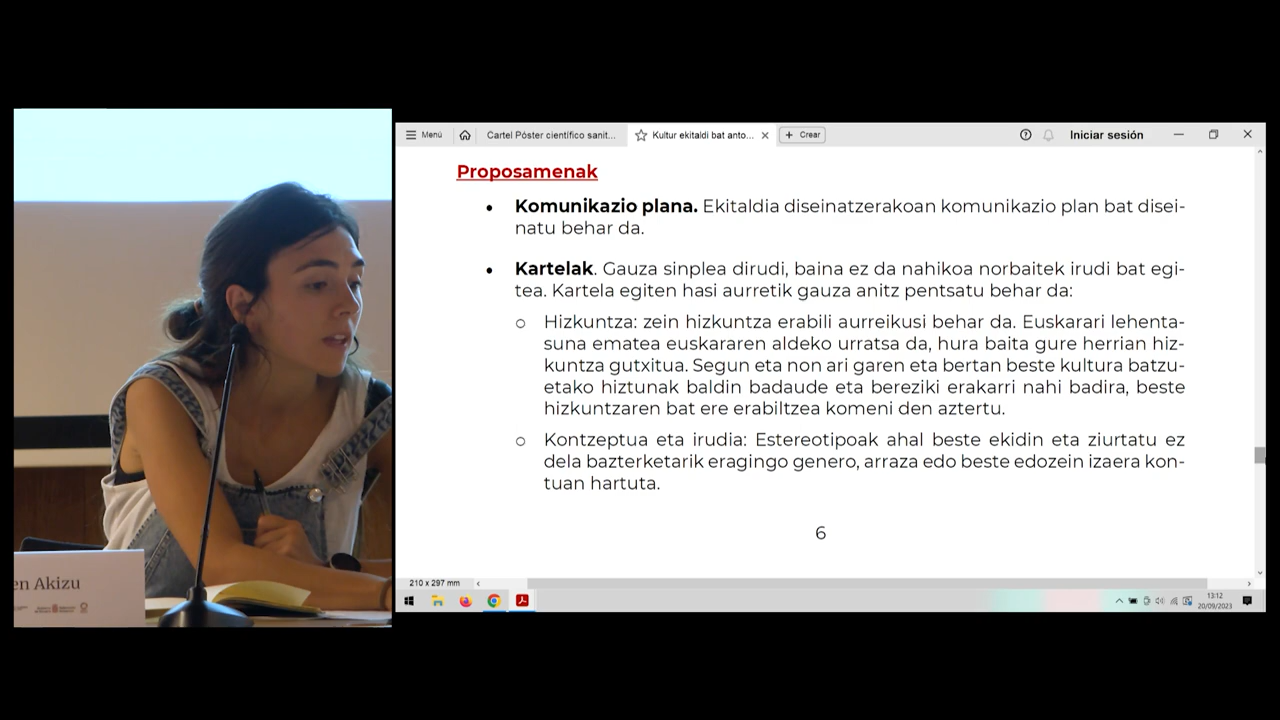 Menú
Cartel Póster científico sanit...
Kultur ekitaldi bat anto...
Crear
Iniciar sesión
Proposamenak
Komunikazio plana. Ekitaldia diseinatzerakoan komunikazio plan bat disei-
natu behar da.
Kartelak. Gauza sinplea dirudi, baina ez da nahikoa norbaitek irudi bat egi-
tea. Kartela egiten hasi aurretik gauza anitz pentsatu behar da:
Hizkuntza: zein hizkuntza erabili aurreikusi behar da. Euskarari lehenta-
suna ematea euskararen aldeko urratsa da, hura baita gure herrian hiz-
kuntza gutxitua. Segun eta non ari garen eta bertan beste kultura batzu-
etako hiztunak baldin badaude eta bereziki erakarri nahi badira, beste
hizkuntzaren bat ere erabiltzea komeni den aztertu.
Kontzeptua eta irudia: Estereotipoak ahal beste ekidin eta ziurtatu ez
dela bazterketarik eragingo genero, arraza edo beste edozein izaera kon-
tuan hartuta.
6
210 x 297 mm
13:12
20/09/2023
en Akizu